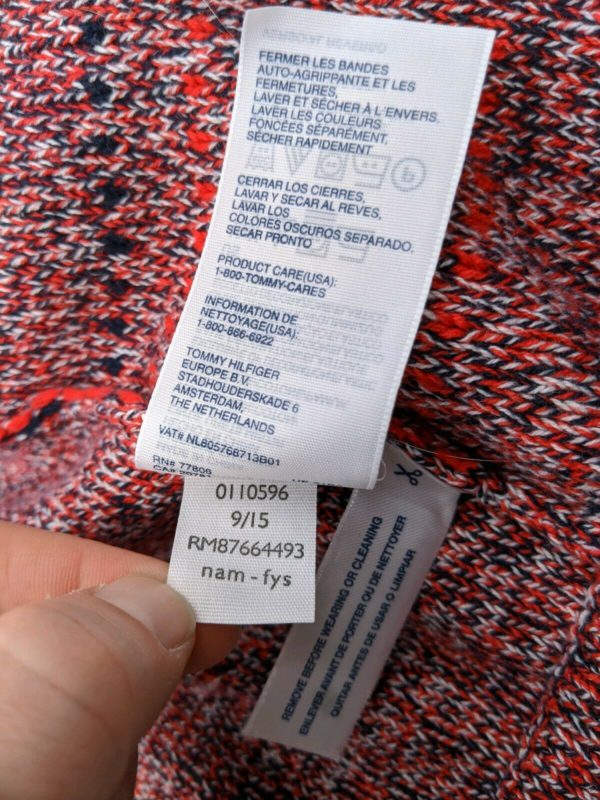 FERMER LES BANDES
AUTO-AGRIPPANTE ET LES
FERMETURES,
LAVER ET SÉCHER À L'ENVERS.
LAVER LES COULEURS
FONCÉES SÉPARÉMENT,
SÉCHER RAPIDEMENT
CERRAR LOS CIERRES,
LAVAR Y SECAR AL REVES,
LAVAR LOS
COLORES OSCUROS SEPARADO,
SECAR PRONTO
PRODUCT CARE(USA):
1-800-TOMMY-CARES
INFORMATION DE
NETTOYAGE(USA):
1-800-866-6922
TOMMY HILFIGER
EUROPE B.V.
STADHOUDERSKADE 6
AMSTERDAM,
THE NETHERLANDS
VAT# NL805768713B01
RN# 77806
CA#
0110596
9/15
RM87664493
nam - fys
REMOVE BEFORE WEARING OR CLEANING
ENLEVER AVANT DE PORTER OU DE NETTOYER
QUITAR ANTES DE USAR O LIMPIAR